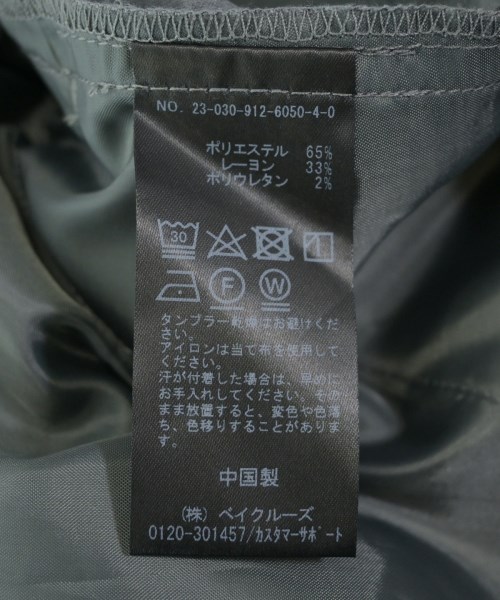 NO. 23-030-912-6050-4-0
ポリエステル 65%
レーヨン 33%
ポリウレタン 2%
30
F W
タンブラー乾燥はお避けくだ
さい。
アイロンは当て布を使用して
ください。
汗が付着した場合は、早めに
お手入れしてください。その
まま放置すると、変色や色落
ち、色移りすることがありま
す。
中国製
(株) ベイクルーズ
0120-301457/カスタマーサポート